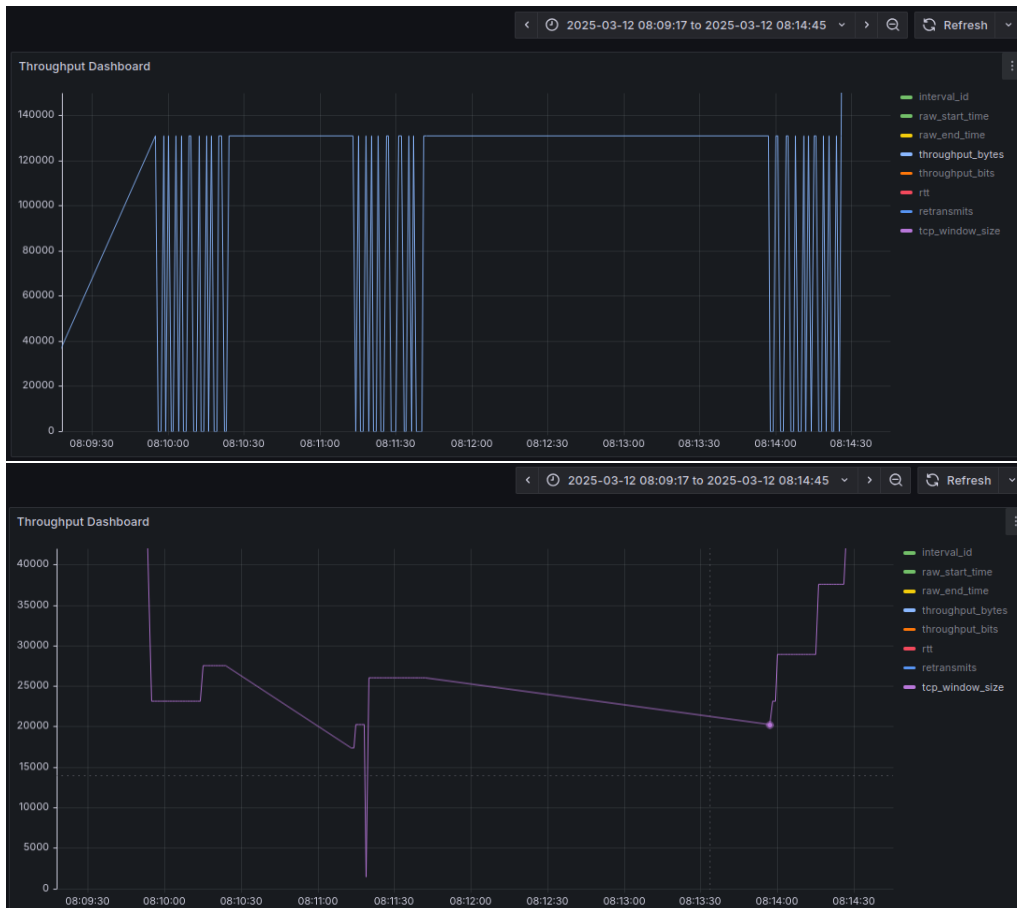 2025-03-12 08:09:17 to 2025-03-12 08:14:45
Refresh
Throughput Dashboard
140000
120000
100000
80000
60000
40000
20000
0
08:09:30 08:10:00 08:10:30 08:11:00 08:11:30 08:12:00 08:12:30 08:13:00 08:13:30 08:14:00 08:14:30
interval_id
raw_start_time
raw_end_time
throughput_bytes
throughput_bits
rtt
retransmits
tcp_window_size
2025-03-12 08:09:17 to 2025-03-12 08:14:45
Refresh
Throughput Dashboard
40000
35000
30000
25000
20000
15000
10000
5000
0
08:09:30 08:10:00 08:10:30 08:11:00 08:11:30 08:12:00 08:12:30 08:13:00 08:13:30 08:14:00 08:14:30
interval_id
raw_start_time
raw_end_time
throughput_bytes
throughput_bits
rtt
retransmits
tcp_window_size